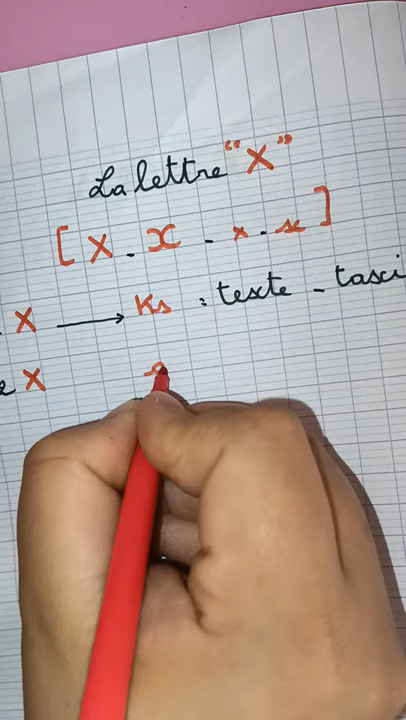 La lettre "X"
[ X - X - x - x ]
X → Ks : texte - taxi
X